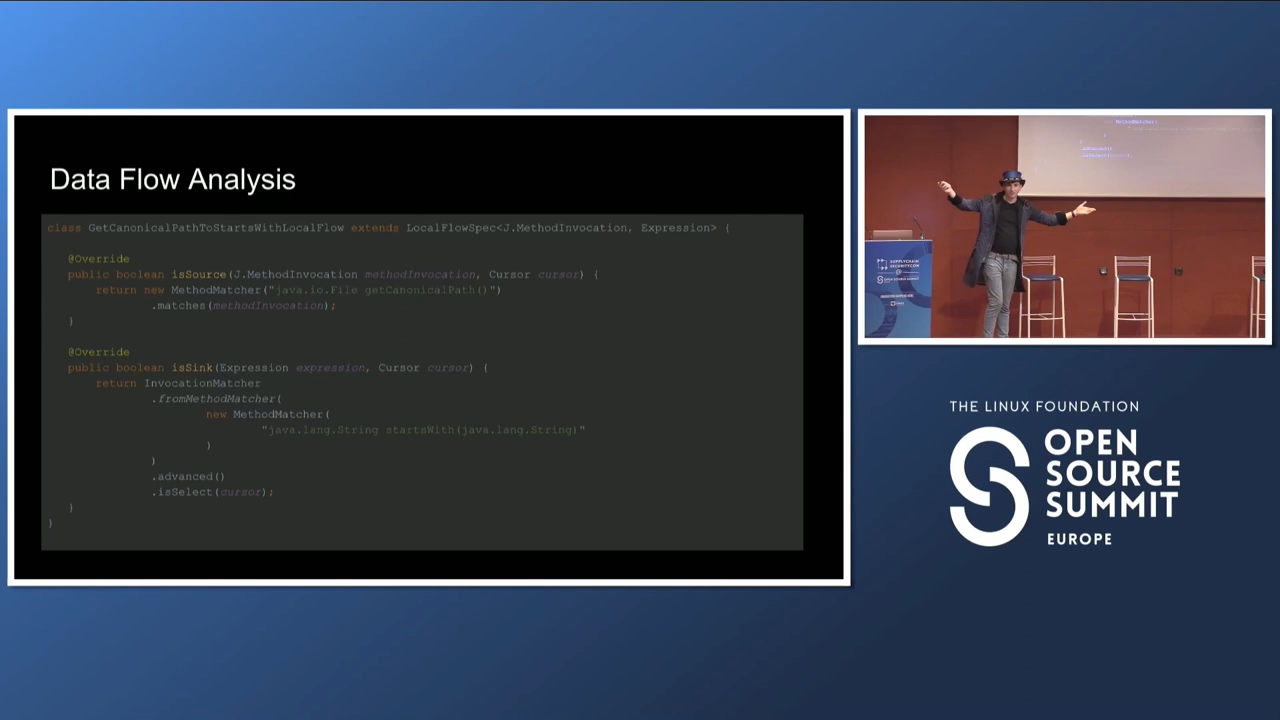 Data Flow Analysis
class GetCanonicalPathToStartsWithLocalFlow extends LocalFlowSpec<J.MethodInvocation, Expression> {
@Override
public boolean isSource(J.MethodInvocation methodInvocation, Cursor cursor) {
return new MethodMatcher("java.io.File getCanonicalPath()")
.matches(methodInvocation);
}
@Override
public boolean isSink(Expression expression, Cursor cursor) {
return InvocationMatcher
.fromMethodMatcher(
new MethodMatcher(
"java.lang.String startsWith(java.lang.String)"
)
)
.advanced()
.isSelect(cursor);
}
}
THE LINUX FOUNDATION
OPEN
SOURCE
SUMMIT
EUROPE